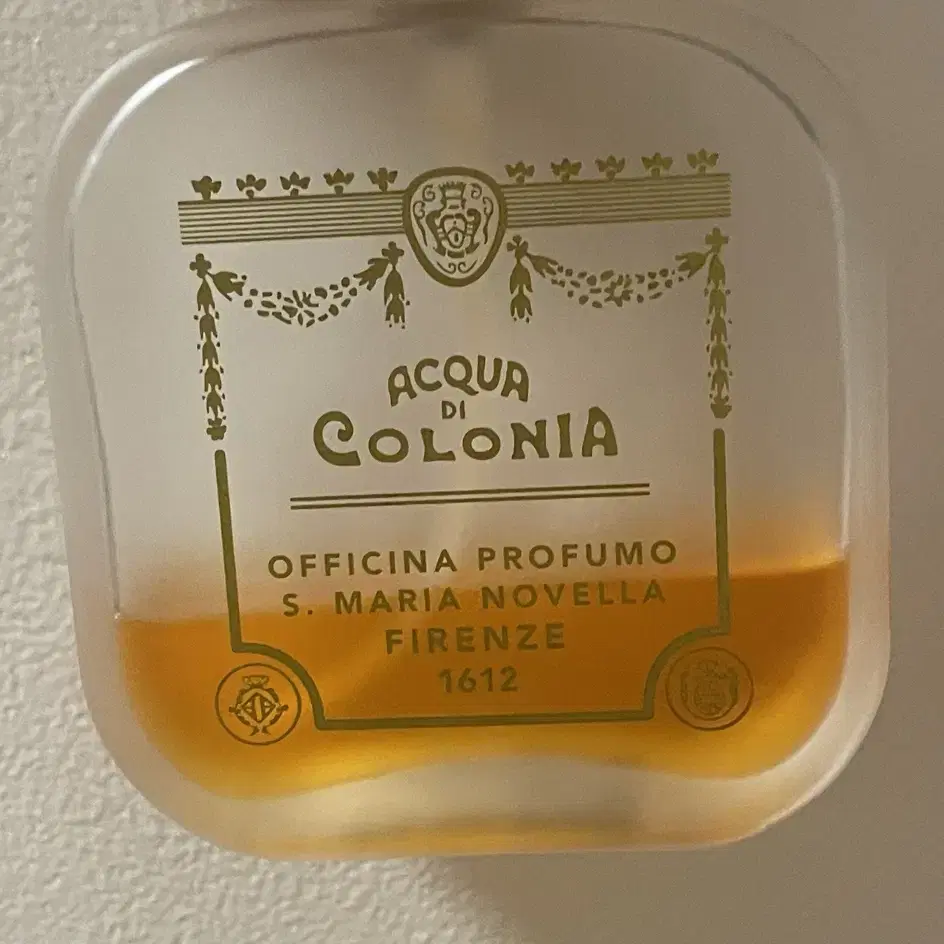 ACQUA
DI
COLONIA
OFFICINA PROFUMO
S. MARIA NOVELLA
FIRENZE
1612